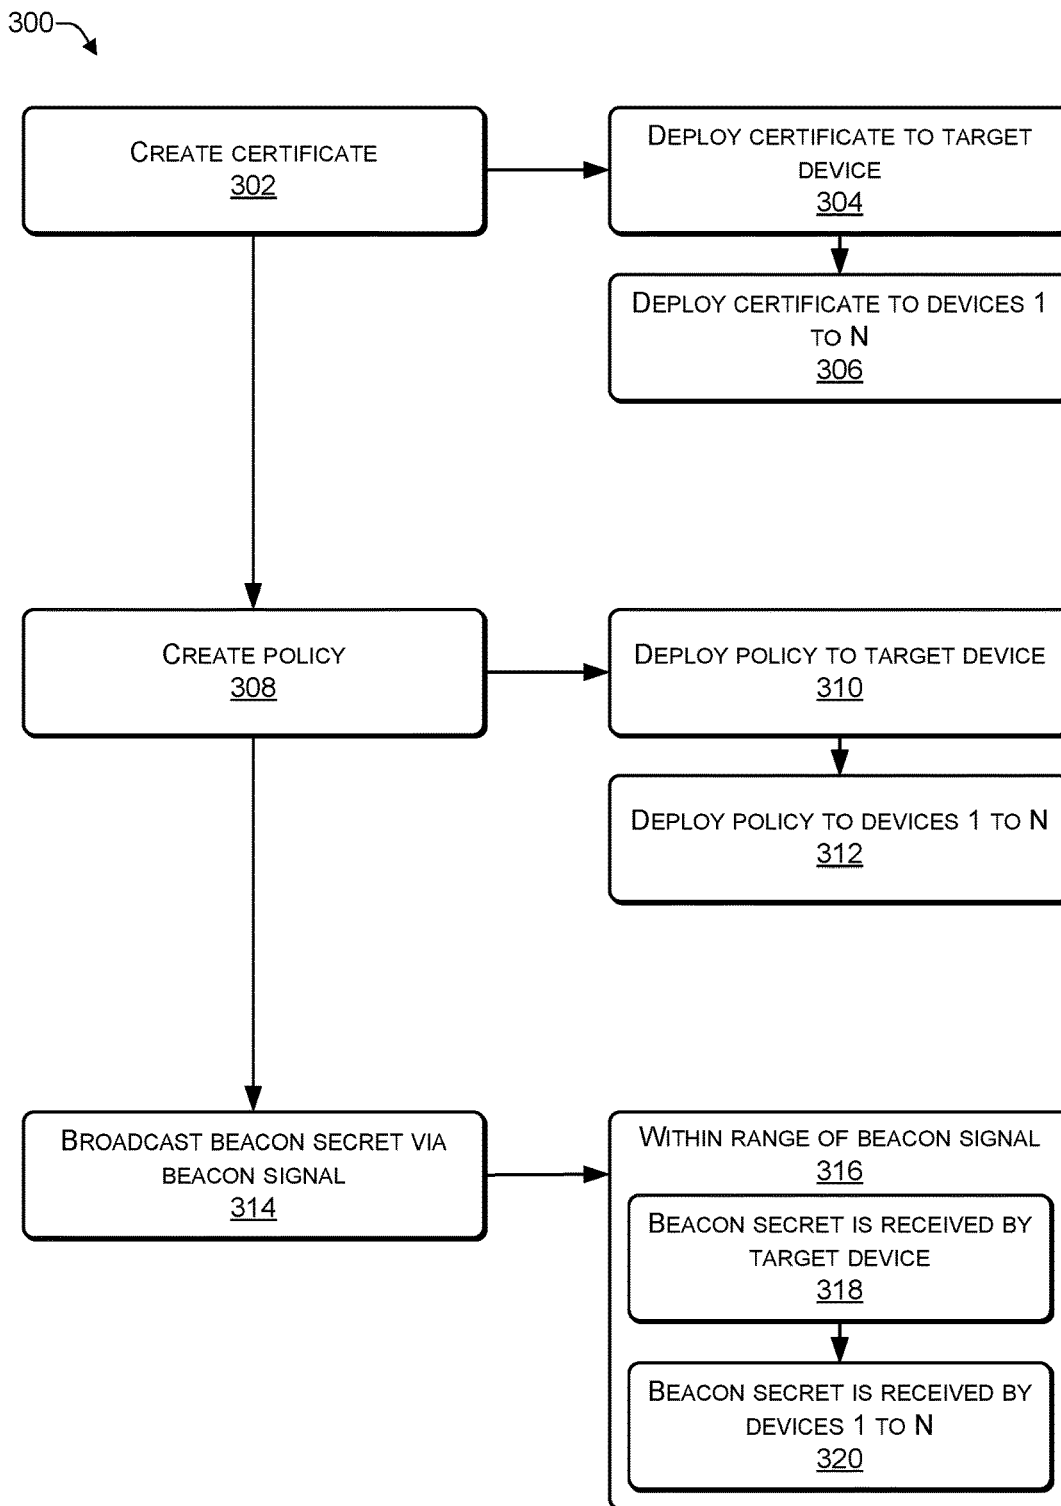 300
CREATE CERTIFICATE
302
DEPLOY CERTIFICATE TO TARGET
DEVICE
304
DEPLOY CERTIFICATE TO DEVICES 1
TO N
306
CREATE POLICY
308
DEPLOY POLICY TO TARGET DEVICE
310
DEPLOY POLICY TO DEVICES 1 TO N
312
BROADCAST BEACON SECRET VIA
BEACON SIGNAL
314
WITHIN RANGE OF BEACON SIGNAL
316
BEACON SECRET IS RECEIVED BY
TARGET DEVICE
318
BEACON SECRET IS RECEIVED BY
DEVICES 1 TO N
320